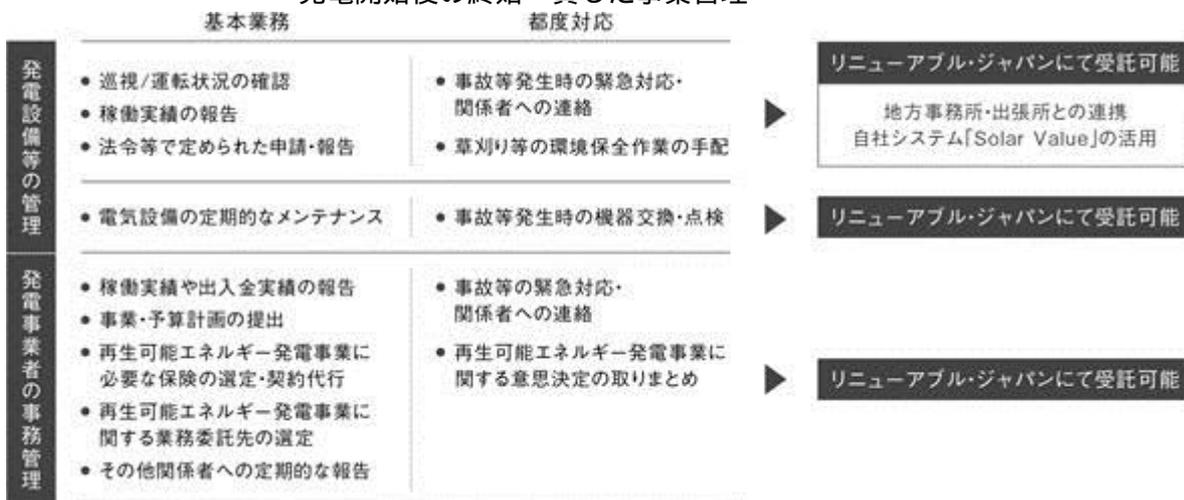 基本業務
都度対応
発電設備等の管理
• 巡視/運転状況の確認
• 稼働実績の報告
• 法令等で定められた申請・報告
• 事故等発生時の緊急対応・
関係者への連絡
• 草刈り等の環境保全作業の手配
リニューアブル・ジャパンにて受託可能
地方事務所・出張所との連携
自社システム「Solar Value」の活用
• 電気設備の定期的なメンテナンス
• 事故等発生時の機器交換・点検
リニューアブル・ジャパンにて受託可能
発電事業者の事務管理
• 稼働実績や出入金実績の報告
• 事業・予算計画の提出
• 再生可能エネルギー発電事業に
必要な保険の選定・契約代行
• 再生可能エネルギー発電事業に
関する業務委託先の選定
• その他関係者への定期的な報告
• 事故等の緊急対応・
関係者への連絡
• 再生可能エネルギー発電事業に
関する意思決定の取りまとめ
リニューアブル・ジャパンにて受託可能